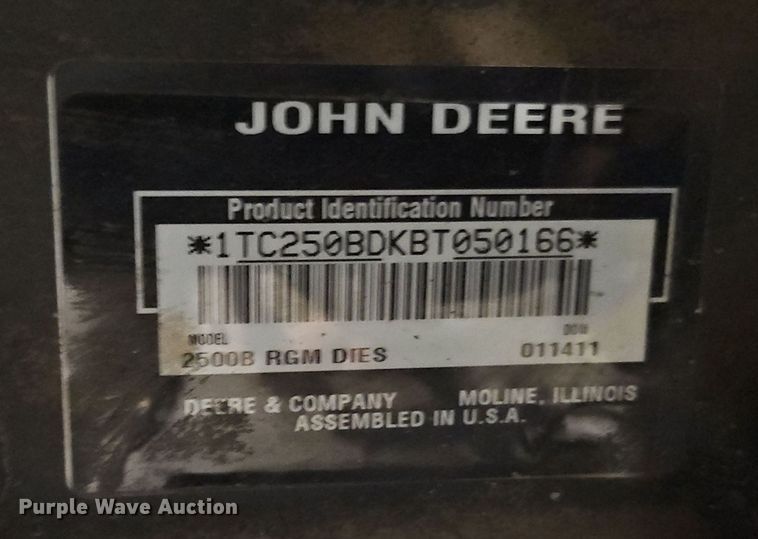 JOHN DEERE
Product Identification Number
*1TC250BDKBT050166*
MODEL
2500B RGM DIES 011411
DEERE & COMPANY MOLINE, ILLINOIS
ASSEMBLED IN U.S.A.
Purple Wave Auction